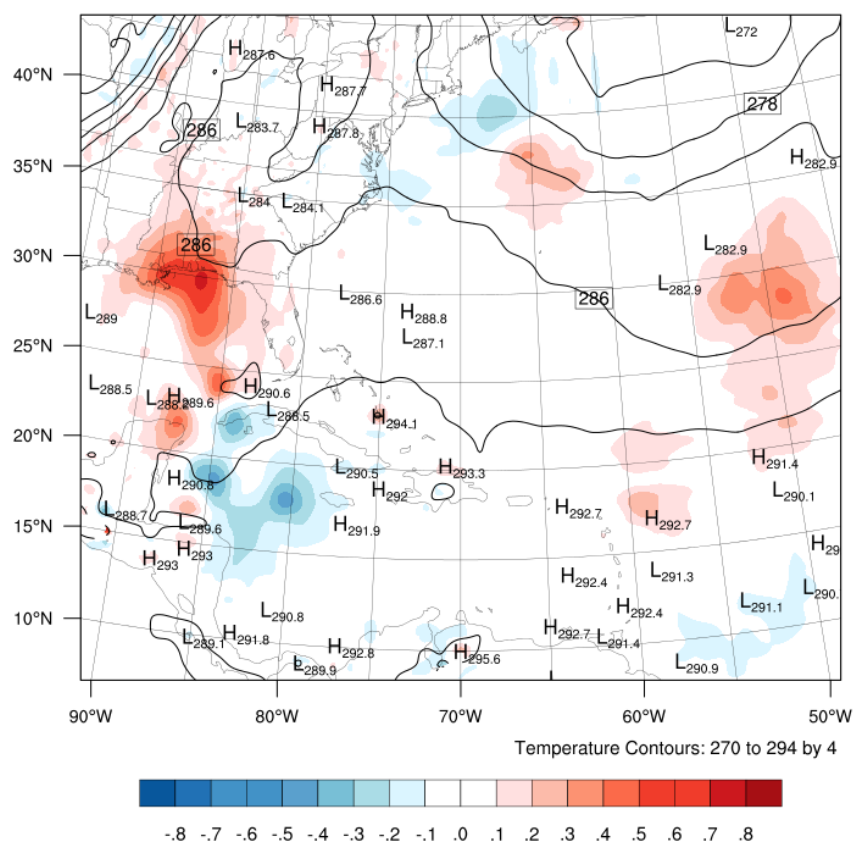 L272
H287.6
40°N
H287.7
278
286
L283.7
H287.8
35°N
H282.9
L284
L284.1
30°N
286
L282.9
L282.9
L286.6
286
L289
H288.8
25°N
L287.1
L288.5
H289.6
H290.6
L288.5
H294.1
20°N
H291.4
L290.5
H293.3
H290.8
H292
L290.1
H292.7
L288.7
15°N
L289.6
H291.9
H292.7
H293
H293
H29
L291.3
H292.4
L290.
L291.1
10°N
L290.8
H292.4
L289.1
H291.8
H292.7
L291.4
H292.8
H295.6
L289.9
L290.9
90°W 80°W 70°W 60°W 50°W
Temperature Contours: 270 to 294 by 4
-.8 -.7 -.6 -.5 -.4 -.3 -.2 -.1 .0 .1 .2 .3 .4 .5 .6 .7 .8